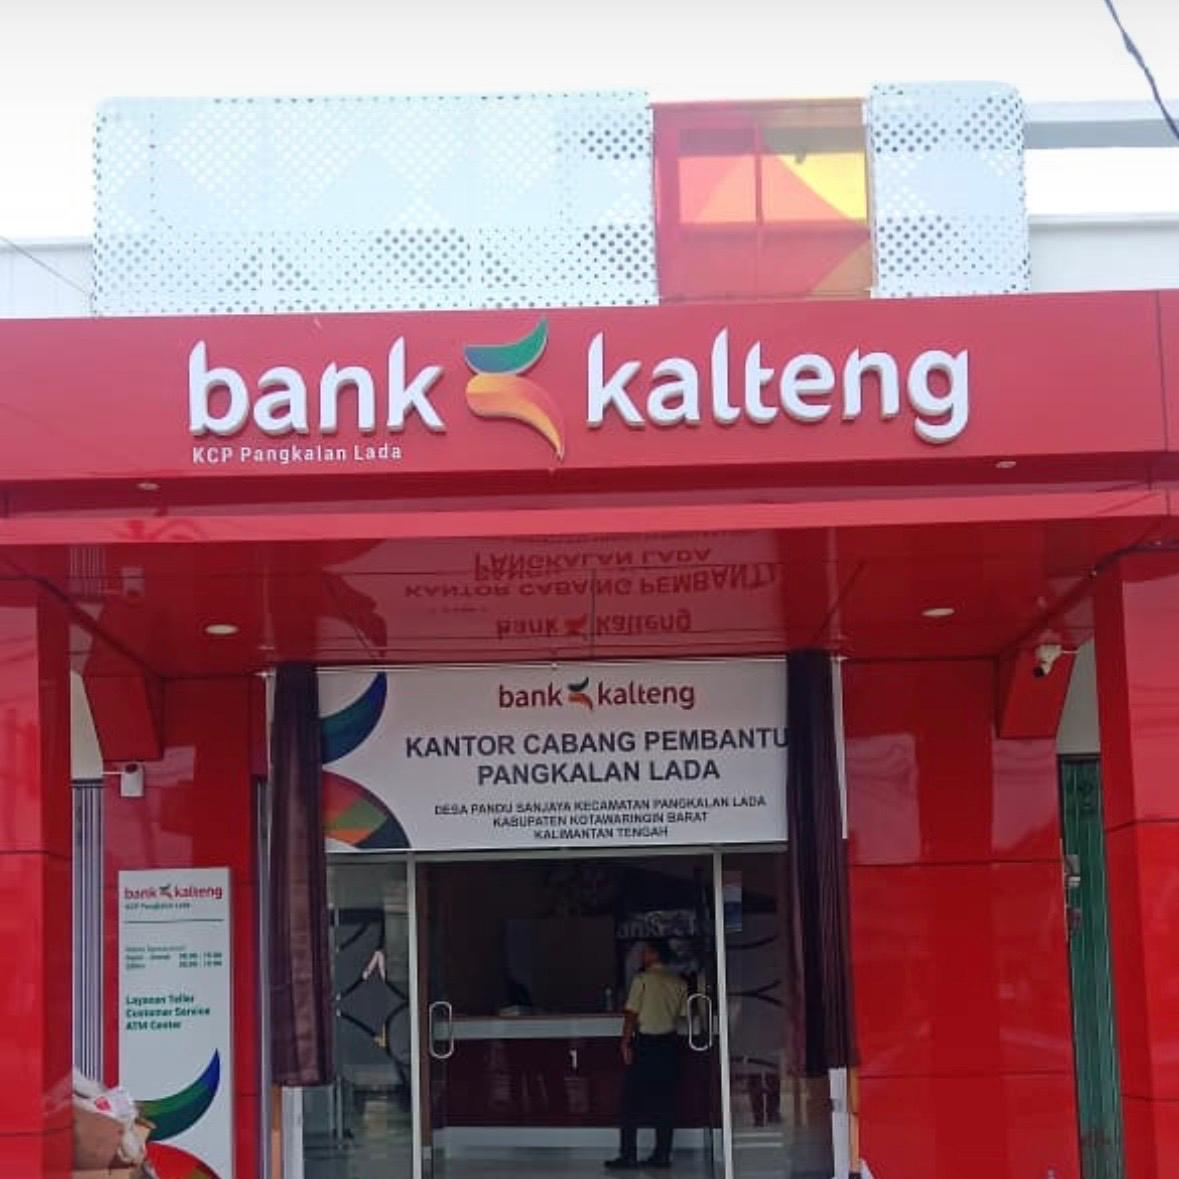 bank kalteng
KCP Pangkalan Lada
bank kalteng
KANTOR CABANG PEMBANTU
PANGKALAN LADA
DESA PANDU SANJAYA KECAMATAN PANGKALAN LADA
KABUPATEN KOTAWARINGIN BARAT
KALIMANTAN TENGAH
bank kalteng
KCP Pangkalan Lada
Layanan Teller
Customer Service
ATM Center